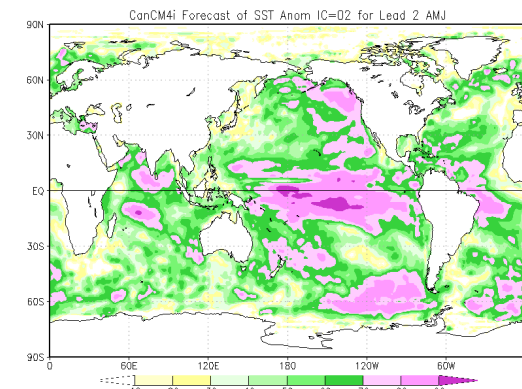 CanCM4i Forecast of SST Anom IC=02 for Lead 2 AMJ
90N
60N
30N
EQ
30S
60S
90S
0 60E 120E 180 120W 60W